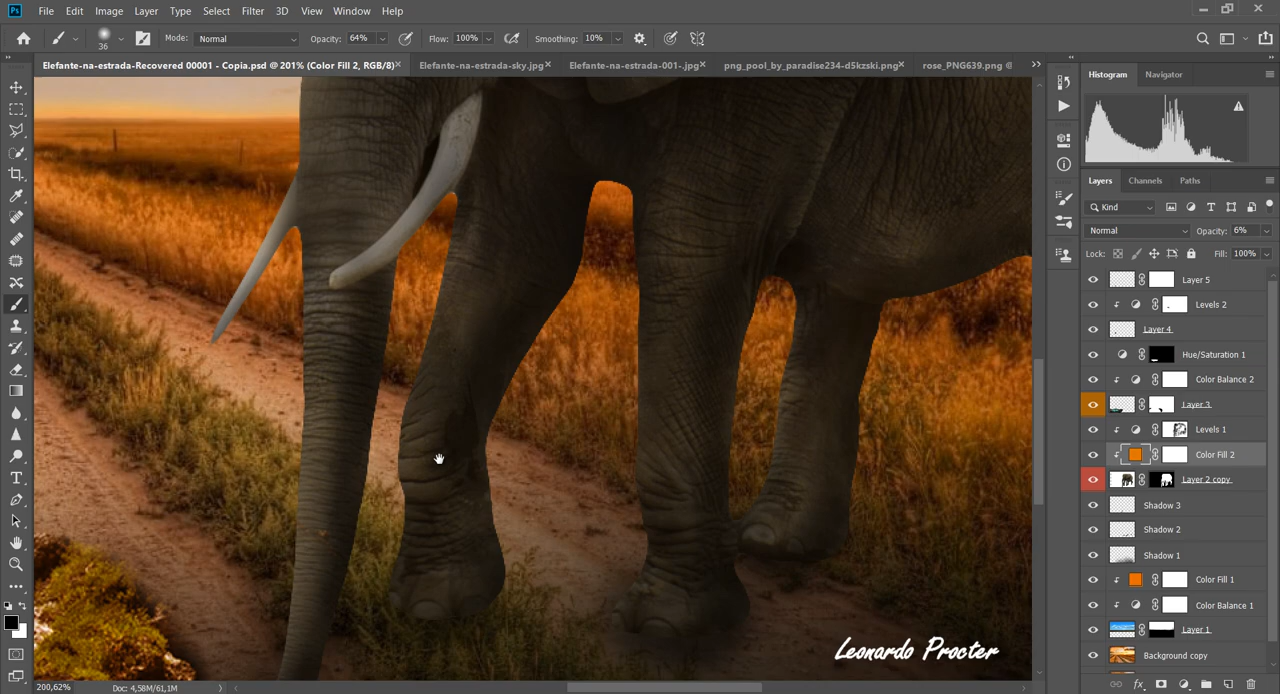 Ps File Edit Image Layer Type Select Filter 3D View Window Help
36 Mode: Normal Opacity: 64% Flow: 100% Smoothing: 10%
Elefante-na-estrada-Recovered 00001 - Copia.psd @ 201% (Color Fill 2, RGB/8) Elefante-na-estrada-sky.jpg Elefante-na-estrada-001-.jpg png_pool_by_paradise234-d5kzski.png rose_PNG639.png @
Histogram Navigator
Layers Channels Paths
Kind
Normal Opacity: 6%
Lock: Fill: 100%
Layer 5
Levels 2
Layer 4
Hue/Saturation 1
Color Balance 2
Layer 3
Levels 1
Color Fill 2
Layer 2 copy
Shadow 3
Shadow 2
Shadow 1
Color Fill 1
Color Balance 1
Layer 1
Background copy
Leonardo Procter
200,62% Doc: 4,58M/61,1M